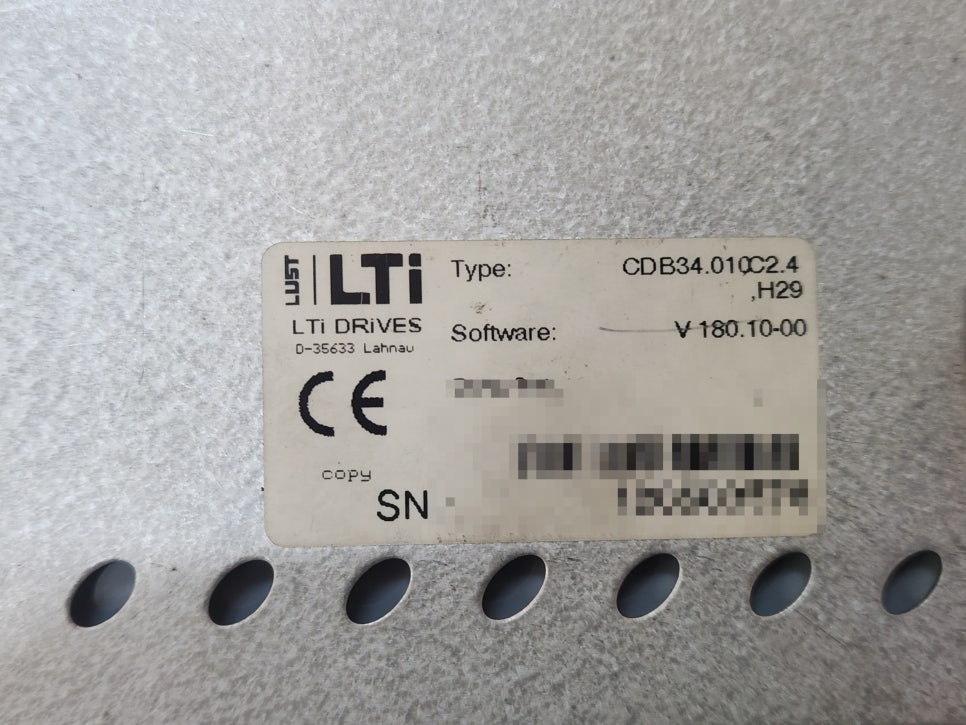 LUST LTi
LTi DRiVES
D-35633 Lahnau
CE
copy
SN
Type: CDB34.010C2.4
,H29
Software: V 180.10-00